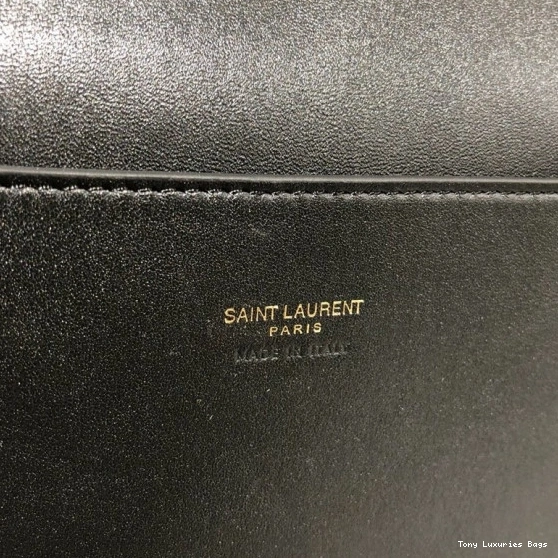 SAINT LAURENT
PARIS
MADE IN ITALY
Tony Luxuries Bags